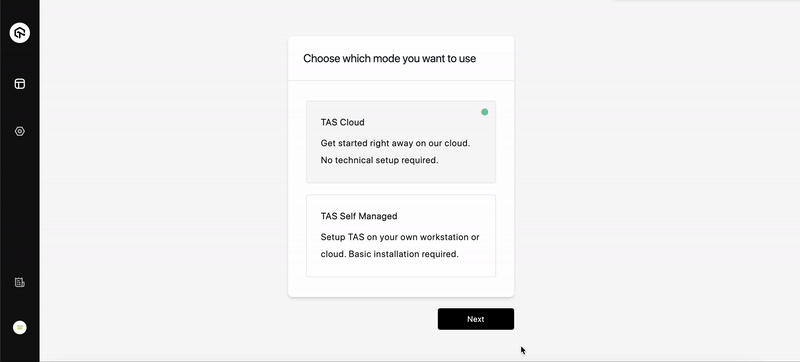 Choose which mode you want to use
TAS Cloud
Get started right away on our cloud.
No technical setup required.
TAS Self Managed
Setup TAS on your own workstation or
cloud. Basic installation required.
Next